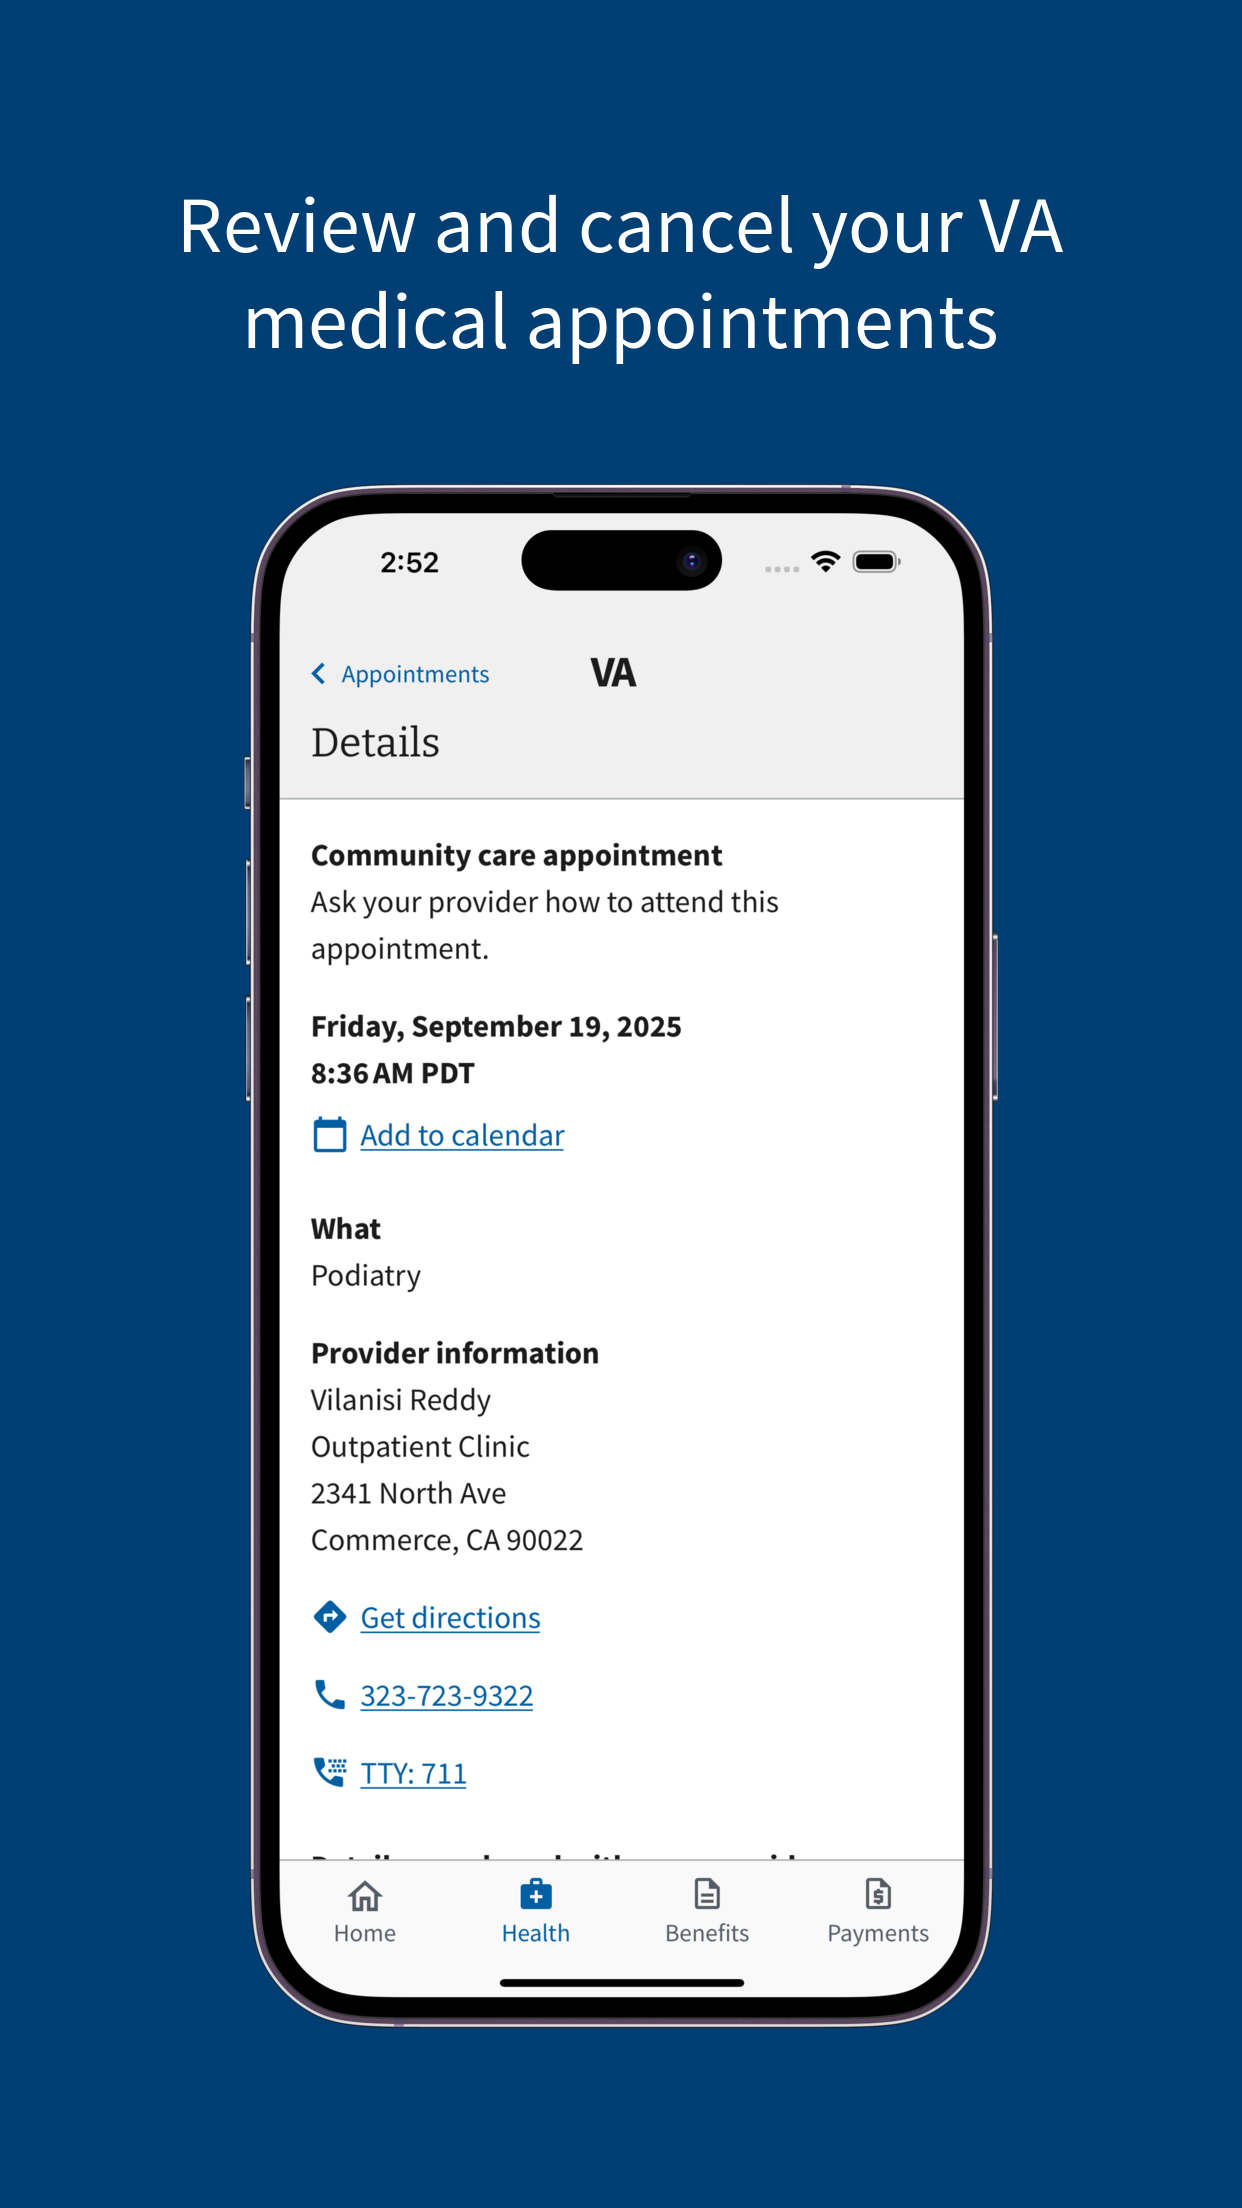 Review and cancel your VA
medical appointments
2:52
Appointments
VA
Details
Community care appointment
Ask your provider how to attend this
appointment.
Friday, September 19, 2025
8:36 AM PDT
Add to calendar
What
Podiatry
Provider information
Vilanisi Reddy
Outpatient Clinic
2341 North Ave
Commerce, CA 90022
Get directions
323-723-9322
TTY: 711
Home
Health
Benefits
Payments